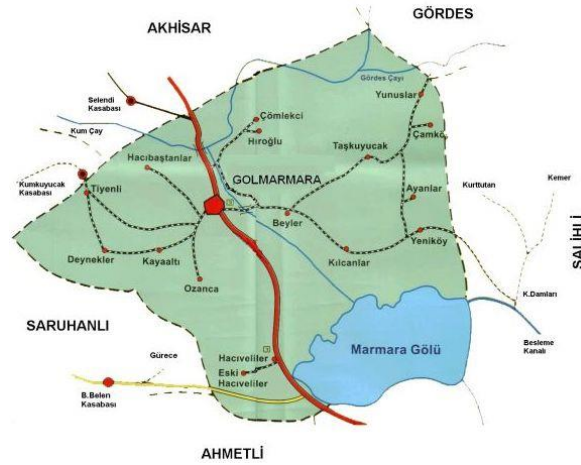 GÖRDES
AKHİSAR
Gördes Çayı
Selendi
Kasabası
Yunuslar
Çömlekci
Kum Çay
Çamkö
Hıroğlu
Taşkuyucak
Hacıbaştanlar
Kumkuyucak
Kasabası
Tiyenli
GOLMARMARA
Kurttutan
Kemer
Ayanlar
Beyler
Yeniköy
SALİHLİ
Deynekler
Kayaaltı
Kılcanlar
Ozanca
K.Damları
SARUHANLI
Besleme
Kanalı
Marmara Gölü
Gürece
Hacıveliler
Eski
Hacıveliler
B.Belen
Kasabası
AHMETLİ